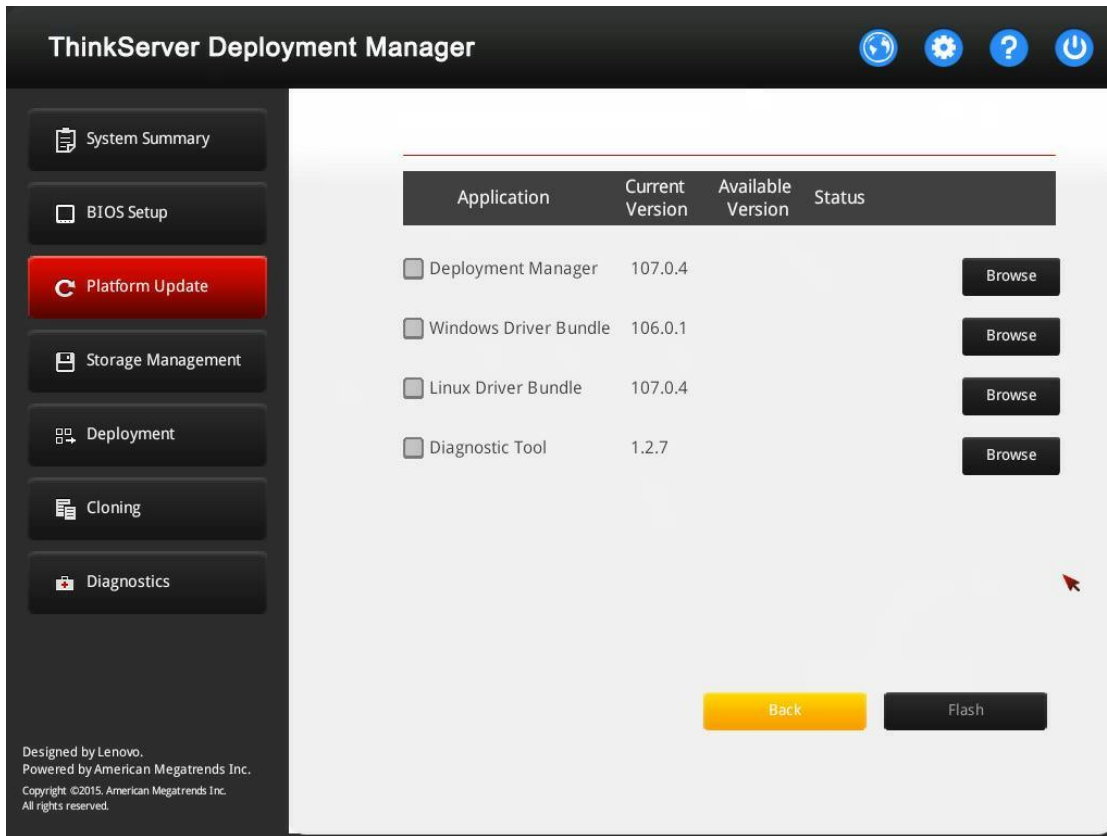 ThinkServer Deployment Manager
System Summary
BIOS Setup
Platform Update
Storage Management
Deployment
Cloning
Diagnostics
Designed by Lenovo.
Powered by American Megatrends Inc.
Copyright ©2015. American Megatrends Inc.
All rights reserved.
Application Current Version Available Version Status
Deployment Manager 107.0.4 Browse
Windows Driver Bundle 106.0.1 Browse
Linux Driver Bundle 107.0.4 Browse
Diagnostic Tool 1.2.7 Browse
Back Flash